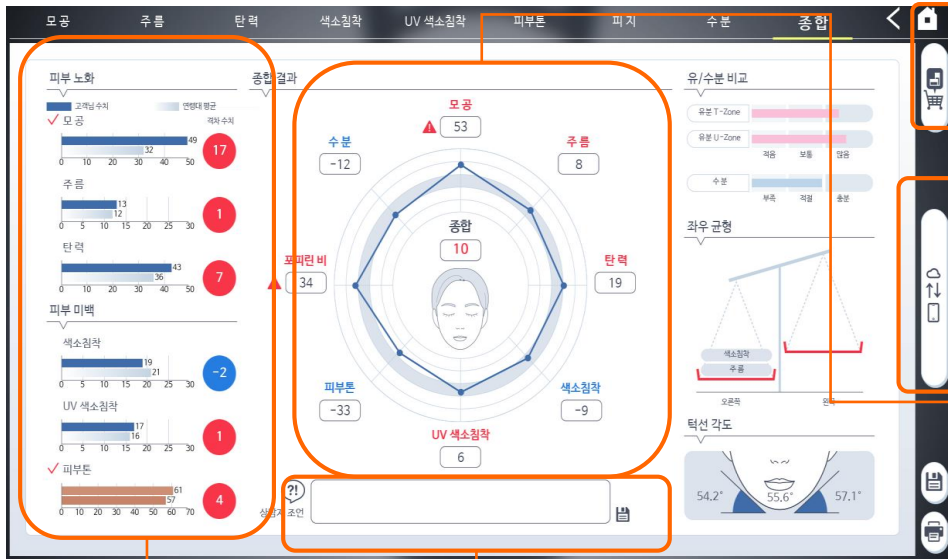 모공 주름 탄력 색소침착 UV 색소침착 피부톤 피지 수분 종합
피부 노화
고객님 수치 연령대 평균
모공 격차 수치
49
32
17
0 10 20 30 40 50
주름
13
12
1
0 5 10 15 20 25 30
탄력
43
36
7
0 10 20 30 40 50
피부 미백
색소침착
19
21
-2
0 5 10 15 20 25 30
UV 색소침착
17
16
1
0 5 10 15 20 25 30
피부톤
61
57
4
0 10 20 30 40 50 60 70
종합 결과
모공
53
수분
-12
주름
8
종합
10
포피린 비
34
탄력
19
피부톤
-33
색소침착
-9
UV 색소침착
6
?!
상담자 조언
유/수분 비교
유분 T-Zone
유분 U-Zone
적음 보통 많음
수분
부족 적절 충분
좌우 균형
색소침착
주름
오른쪽
턱선 각도
54.2° 55.6° 57.1°